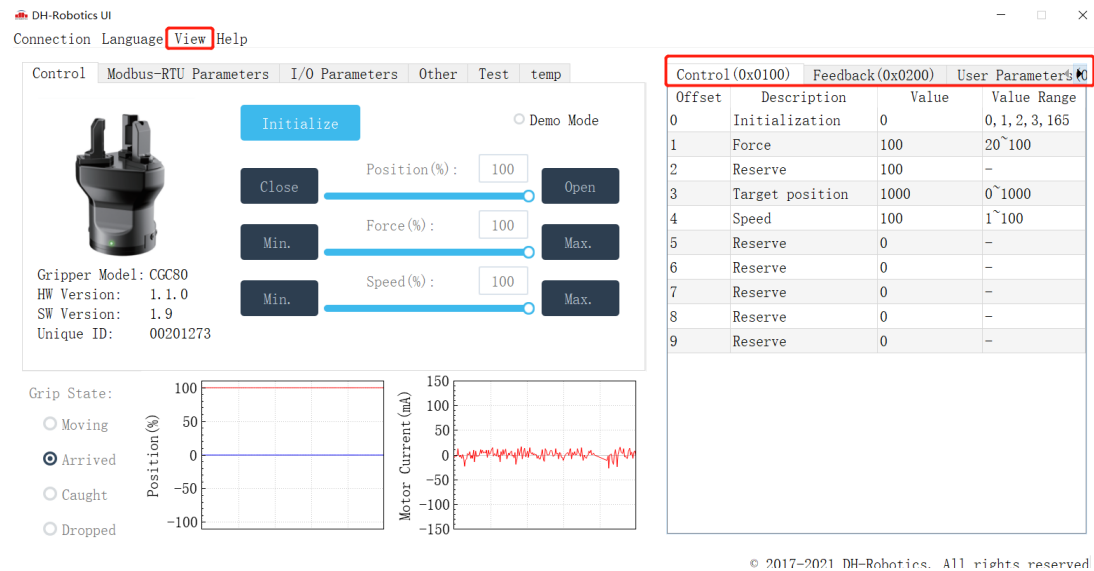 DH-Robotics UI
Connection Language View Help
Control Modbus-RTU Parameters I/O Parameters Other Test temp
Initialize
Demo Mode
Position(%): 100
Close Open
Force(%): 100
Min. Max.
Speed(%): 100
Min. Max.
Gripper Model: CGC80
HW Version: 1.1.0
SW Version: 1.9
Unique ID: 00201273
Grip State:
Moving
Arrived
Caught
Dropped
Position(%)
100
50
0
-50
-100
Motor Current(mA)
150
100
50
0
-50
-100
-150
Control(0x0100) Feedback(0x0200) User Parameters
Offset Description Value Value Range
0 Initialization 0 0,1,2,3,165
1 Force 100 20~100
2 Reserve 100 -
3 Target position 1000 0~1000
4 Speed 100 1~100
5 Reserve 0 -
6 Reserve 0 -
7 Reserve 0 -
8 Reserve 0 -
9 Reserve 0 -
© 2017-2021 DH-Robotics. All rights reserved